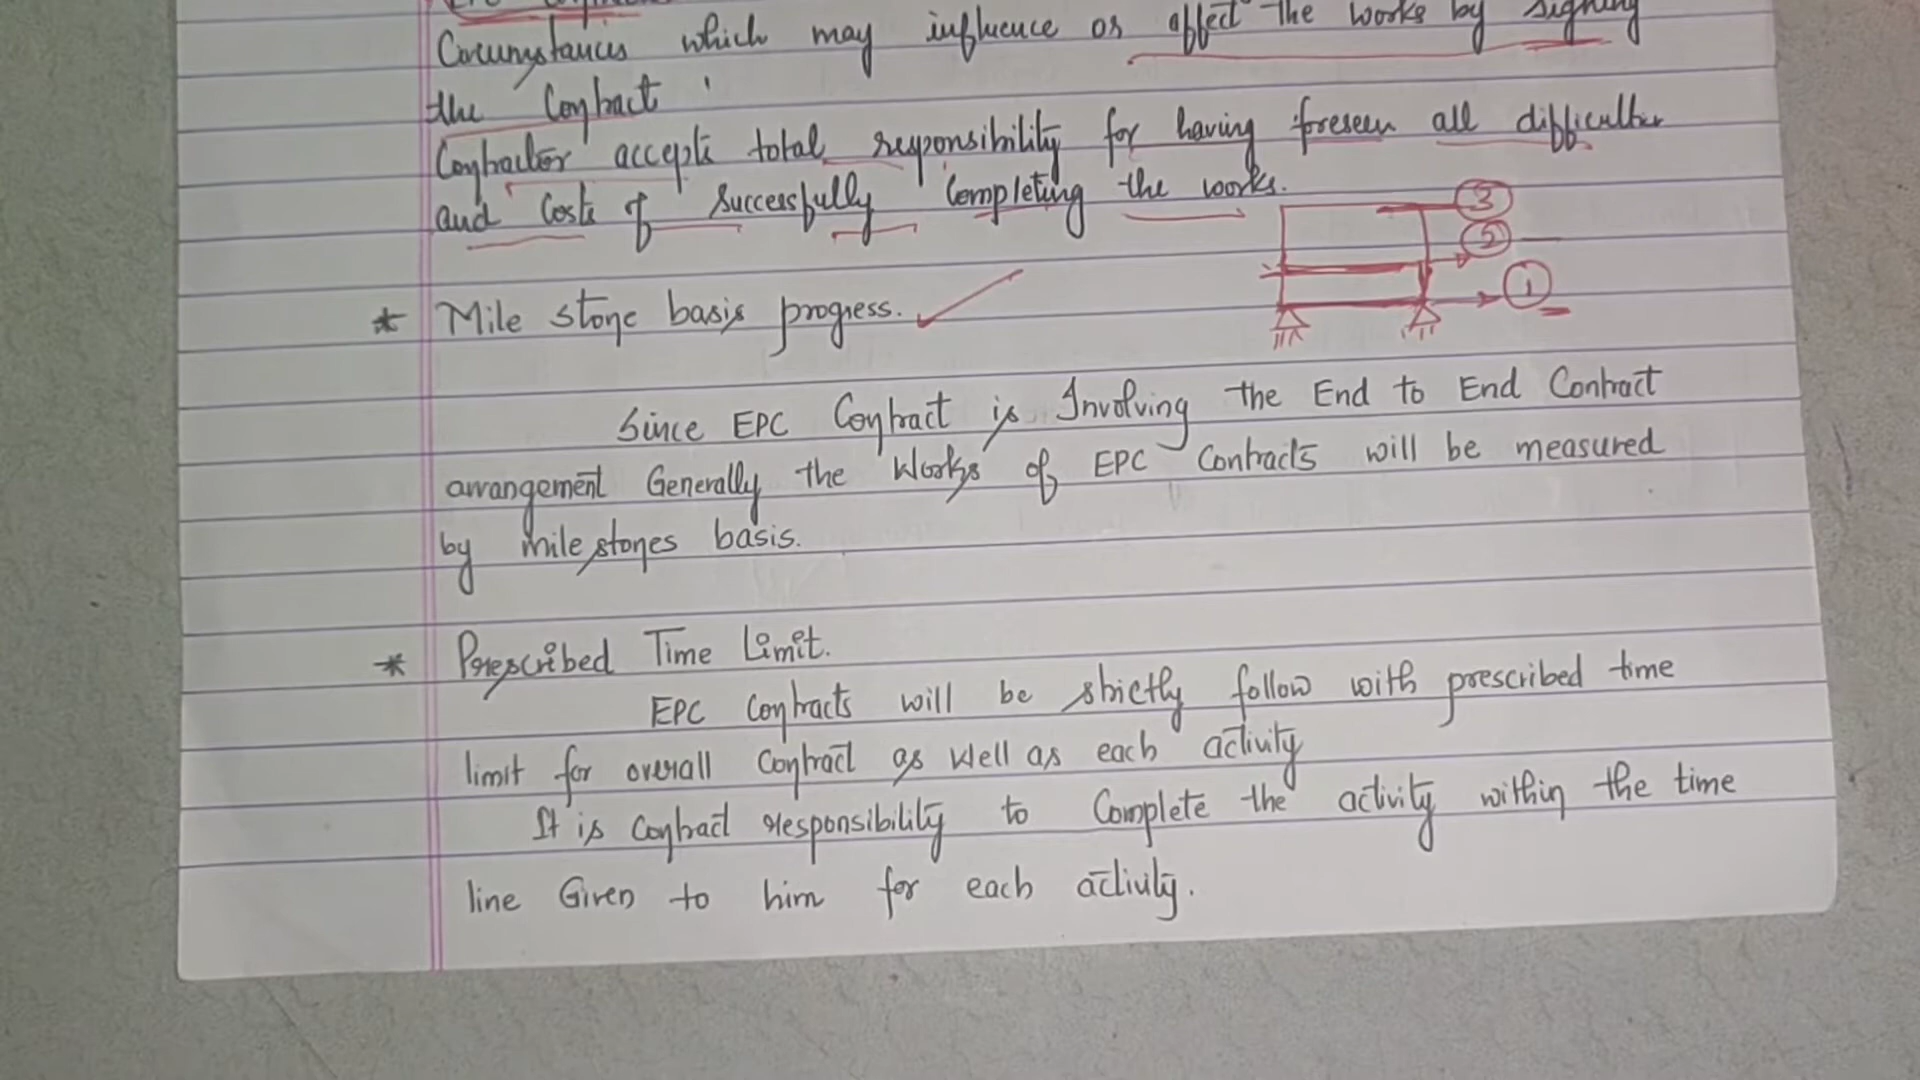 Circumstances which may influence or affect the works by signing
the Contract.
Contractor accepts total responsibility for having foreseen all difficulties
and Costs of Successfully Completing the works.
3
2
1
* Mile stone basis progress.
Since EPC Contract is Involving the End to End Contract
arrangement Generally the Works of EPC Contracts will be measured
by milestones basis.
* Prescribed Time Limit.
EPC Contracts will be strictly follow with prescribed time
limit for overall Contract as well as each activity
It is Contract responsibility to Complete the activity within the time
line Given to him for each activity.